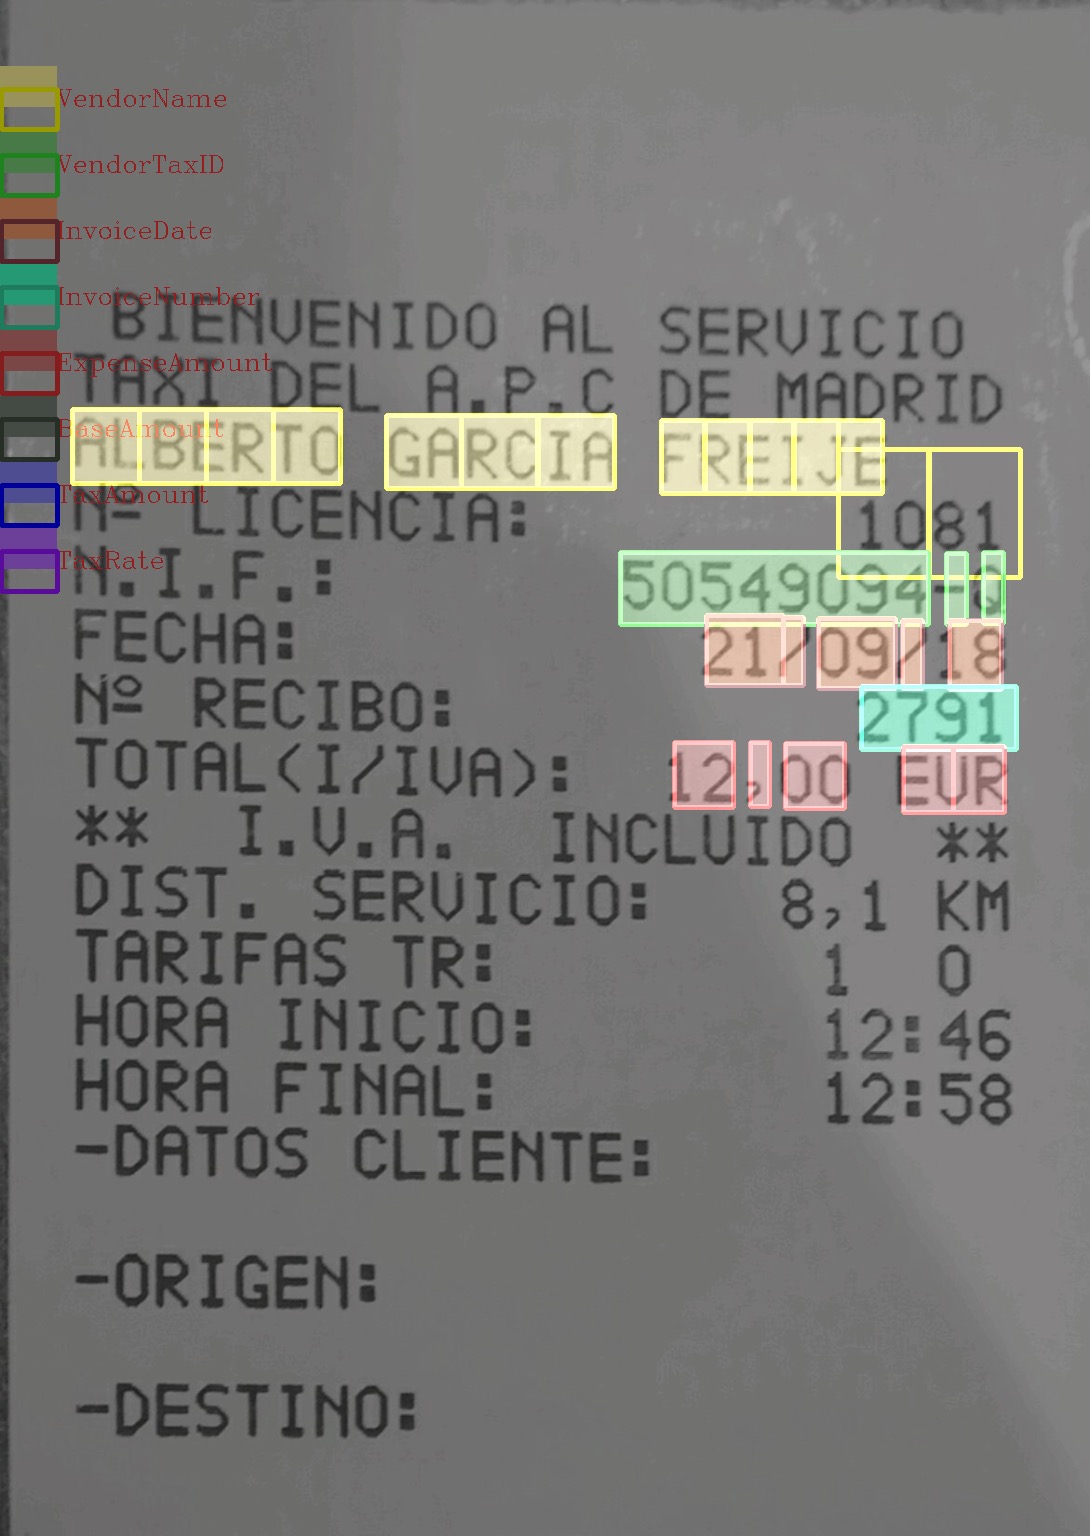 VendorName
VendorTaxID
InvoiceDate
InvoiceNumber
BIENVENIDO AL SERVICIO
ExpenseAmount
TAXI DEL A.P.C DE MADRID
BaseAmount
ALBERTO GARCIA FREIJE
TaxAmount
Nº LICENCIA: 1081
TaxRate
N.I.F.: 50549094-Q
FECHA: 21/09/18
Nº RECIBO: 2791
TOTAL(I/IVA): 12,00 EUR
** I.V.A. INCLUIDO **
DIST. SERVICIO: 8,1 KM
TARIFAS TR: 1 0
HORA INICIO: 12:46
HORA FINAL: 12:58
-DATOS CLIENTE:
-ORIGEN:
-DESTINO: